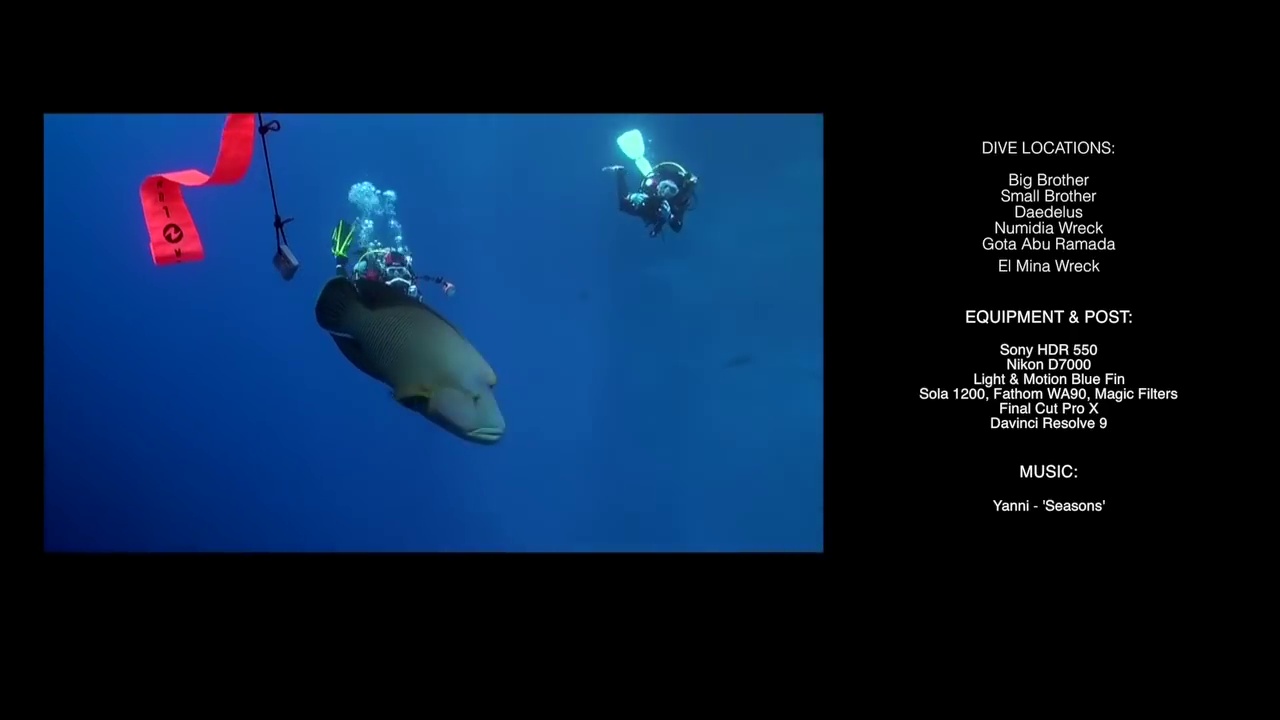 DIVE LOCATIONS:
Big Brother
Small Brother
Daedelus
Numidia Wreck
Gota Abu Ramada
El Mina Wreck
EQUIPMENT & POST:
Sony HDR 550
Nikon D7000
Light & Motion Blue Fin
Sola 1200, Fathom WA90, Magic Filters
Final Cut Pro X
Davinci Resolve 9
MUSIC:
Yanni - 'Seasons'